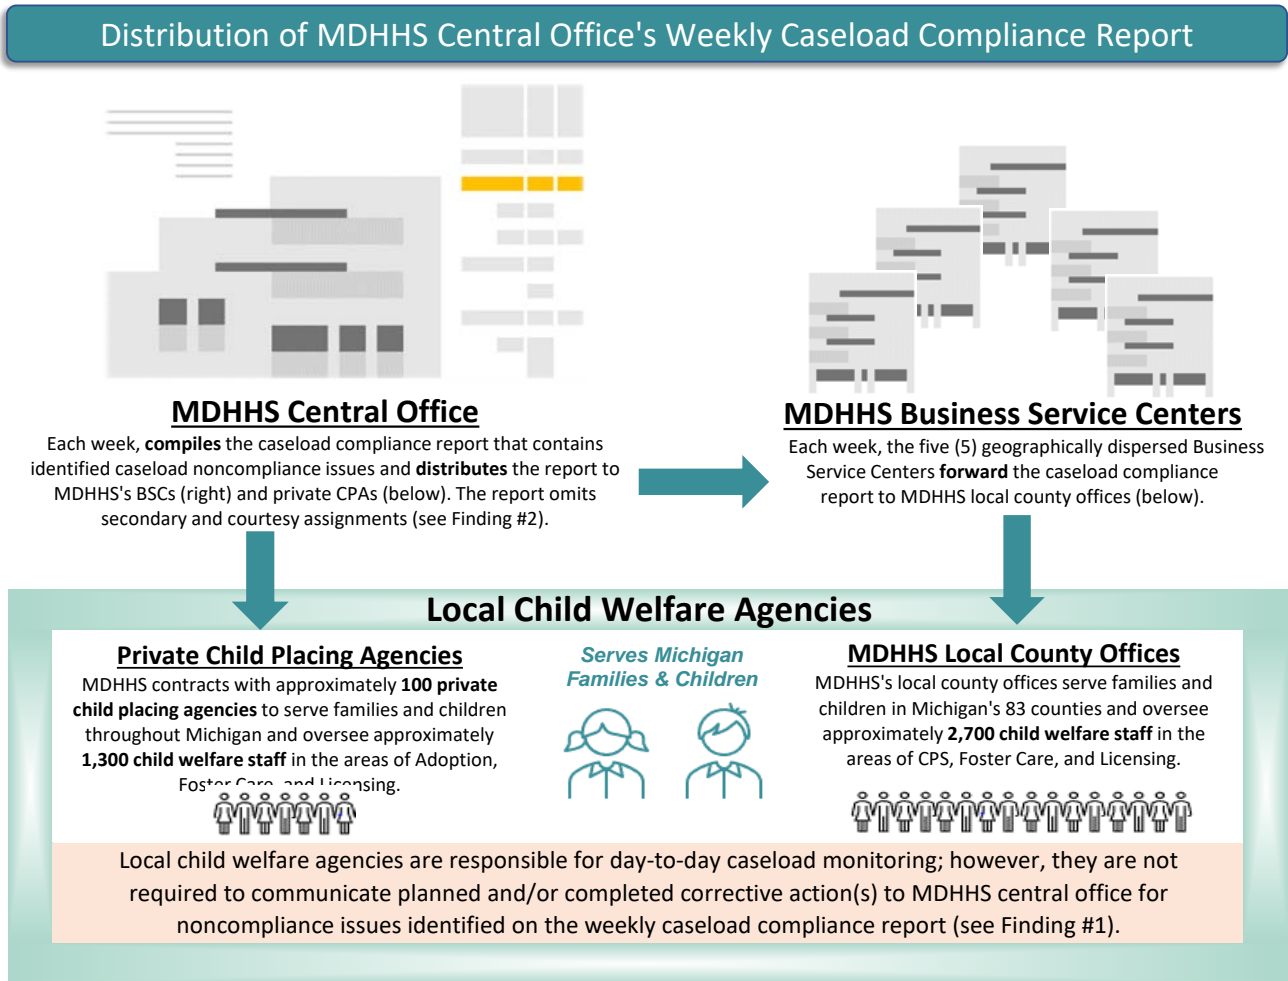 Distribution of MDHHS Central Office's Weekly Caseload Compliance Report
MDHHS Central Office
Each week, compiles the caseload compliance report that contains
identified caseload noncompliance issues and distributes the report to
MDHHS's BSCs (right) and private CPAs (below). The report omits
secondary and courtesy assignments (see Finding #2).
MDHHS Business Service Centers
Each week, the five (5) geographically dispersed Business
Service Centers forward the caseload compliance
report to MDHHS local county offices (below).
Local Child Welfare Agencies
Private Child Placing Agencies
MDHHS contracts with approximately 100 private
child placing agencies to serve families and children
throughout Michigan and oversee approximately
1,300 child welfare staff in the areas of Adoption,
Foster Care, and Licensing.
Serves Michigan
Families & Children
MDHHS Local County Offices
MDHHS's local county offices serve families and
children in Michigan's 83 counties and oversee
approximately 2,700 child welfare staff in the
areas of CPS, Foster Care, and Licensing.
Local child welfare agencies are responsible for day-to-day caseload monitoring; however, they are not
required to communicate planned and/or completed corrective action(s) to MDHHS central office for
noncompliance issues identified on the weekly caseload compliance report (see Finding #1).